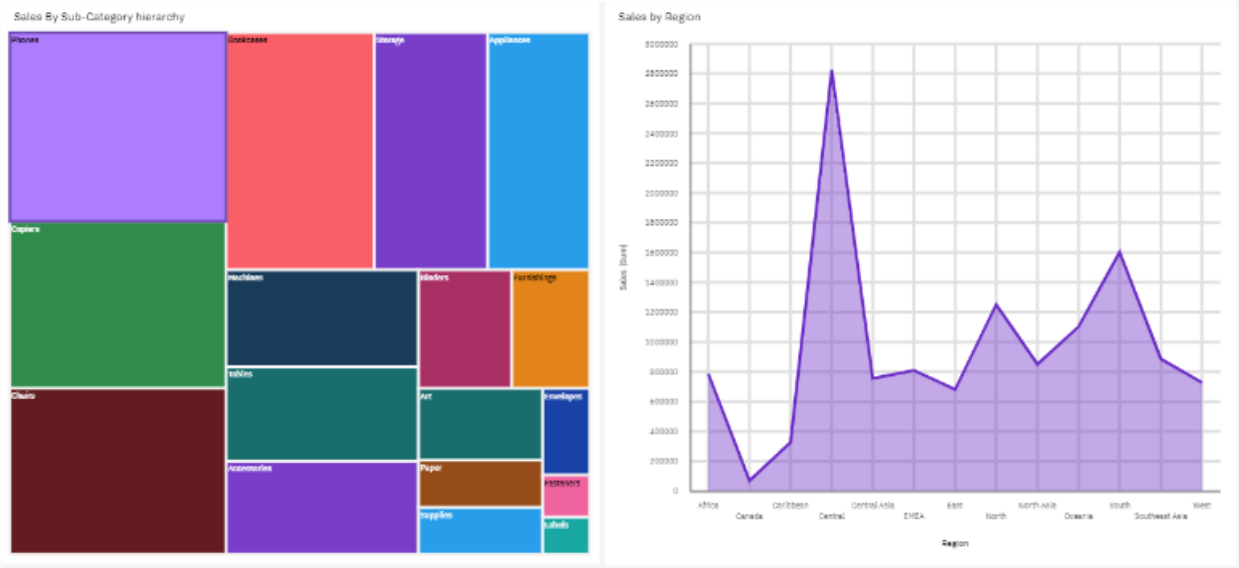 Sales By Sub-Category hierarchy
Phones
Bookcases
Storage
Appliances
Copiers
Machines
Binders
Furnishings
Tables
Chairs
Art
Envelopes
Accessories
Paper
Fasteners
Supplies
Labels
Sales by Region
3000000
2800000
2600000
2400000
2200000
2000000
1800000
1600000
1400000
1200000
1000000
800000
600000
400000
200000
0
Sales (Sum)
Africa
Canada
Caribbean
Central
Central Asia
EMEA
East
North
North Asia
Oceania
South
Southeast Asia
West
Region